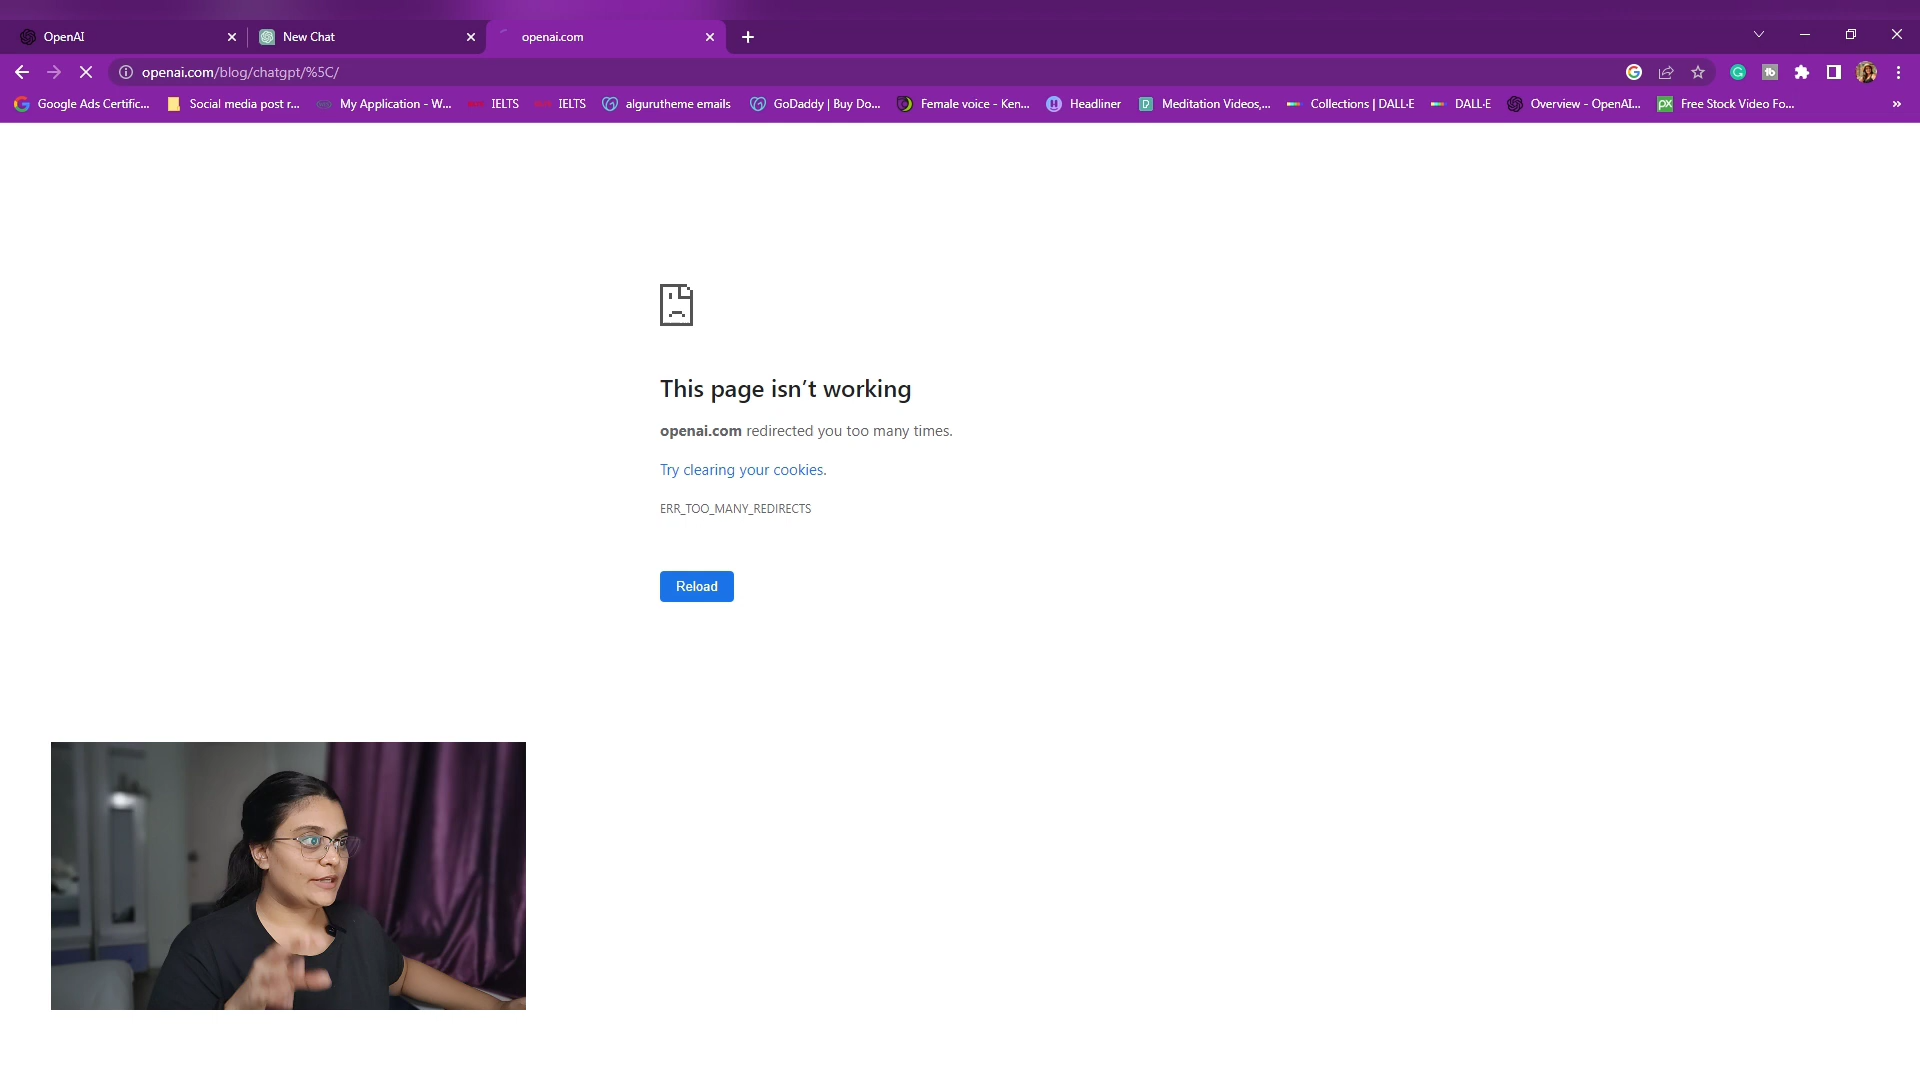 OpenAI
New Chat
openai.com
openai.com/blog/chatgpt/%5C/
Google Ads Certific... Social media post r... My Application - W... IELTS IELTS algurutheme emails GoDaddy | Buy Do... Female voice - Ken... Headliner Meditation Videos,... Collections | DALL·E DALL·E Overview - OpenAI... Free Stock Video Fo...
This page isn’t working
openai.com redirected you too many times.
Try clearing your cookies.
ERR_TOO_MANY_REDIRECTS
Reload